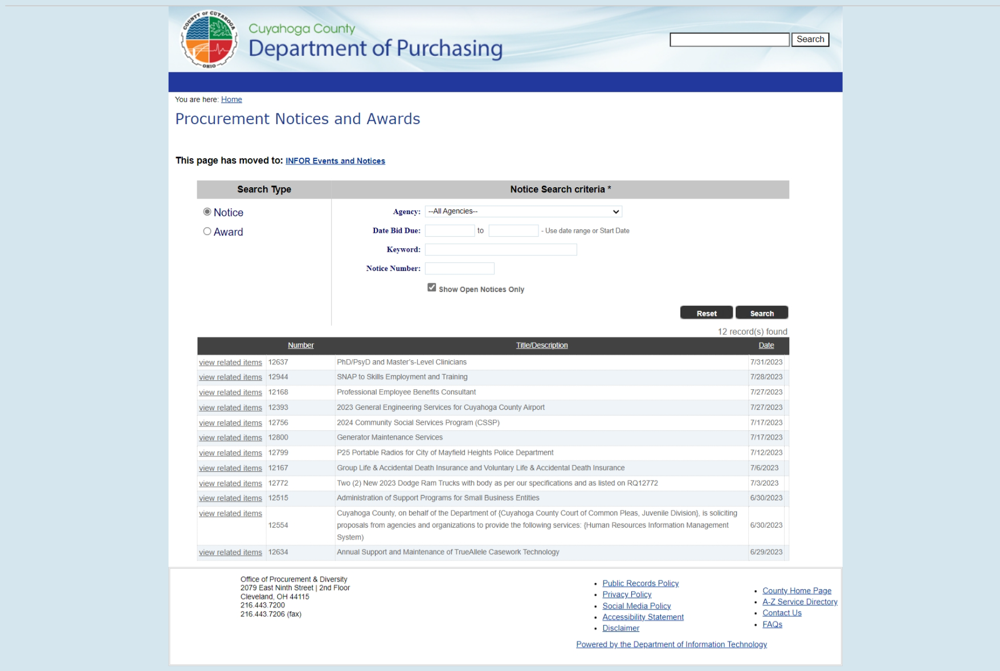 COUNTY OF CUYAHOGA
OHIO
Cuyahoga County
Department of Purchasing
Search
You are here: Home
Procurement Notices and Awards
This page has moved to: INFOR Events and Notices
Search Type
Notice Search criteria *
Notice
Award
Agency: --All Agencies--
Date Bid Due: to - Use date range or Start Date
Keyword:
Notice Number:
Show Open Notices Only
Reset Search
12 record(s) found
Number Title/Description Date
view related items 12637 PhD/PsyD and Master's-Level Clinicians 7/31/2023
view related items 12944 SNAP to Skills Employment and Training 7/28/2023
view related items 12168 Professional Employee Benefits Consultant 7/27/2023
view related items 12393 2023 General Engineering Services for Cuyahoga County Airport 7/27/2023
view related items 12756 2024 Community Social Services Program (CSSP) 7/17/2023
view related items 12800 Generator Maintenance Services 7/17/2023
view related items 12799 P25 Portable Radios for City of Mayfield Heights Police Department 7/12/2023
view related items 12167 Group Life & Accidental Death Insurance and Voluntary Life & Accidental Death Insurance 7/6/2023
view related items 12772 Two (2) New 2023 Dodge Ram Trucks with body as per our specifications and as listed on RQ12772 7/3/2023
view related items 12515 Administration of Support Programs for Small Business Entities 6/30/2023
view related items Cuyahoga County, on behalf of the Department of {Cuyahoga County Court of Common Pleas, Juvenile Division}, is soliciting
12554 proposals from agencies and organizations to provide the following services: {Human Resources Information Management 6/30/2023
System)
view related items 12634 Annual Support and Maintenance of TrueAllele Casework Technology 6/29/2023
Office of Procurement & Diversity
2079 East Ninth Street | 2nd Floor
Cleveland, OH 44115
216.443.7200
216.443.7206 (fax)
Public Records Policy
Privacy Policy
Social Media Policy
Accessibility Statement
Disclaimer
County Home Page
A-Z Service Directory
Contact Us
FAQs
Powered by the Department of Information Technology